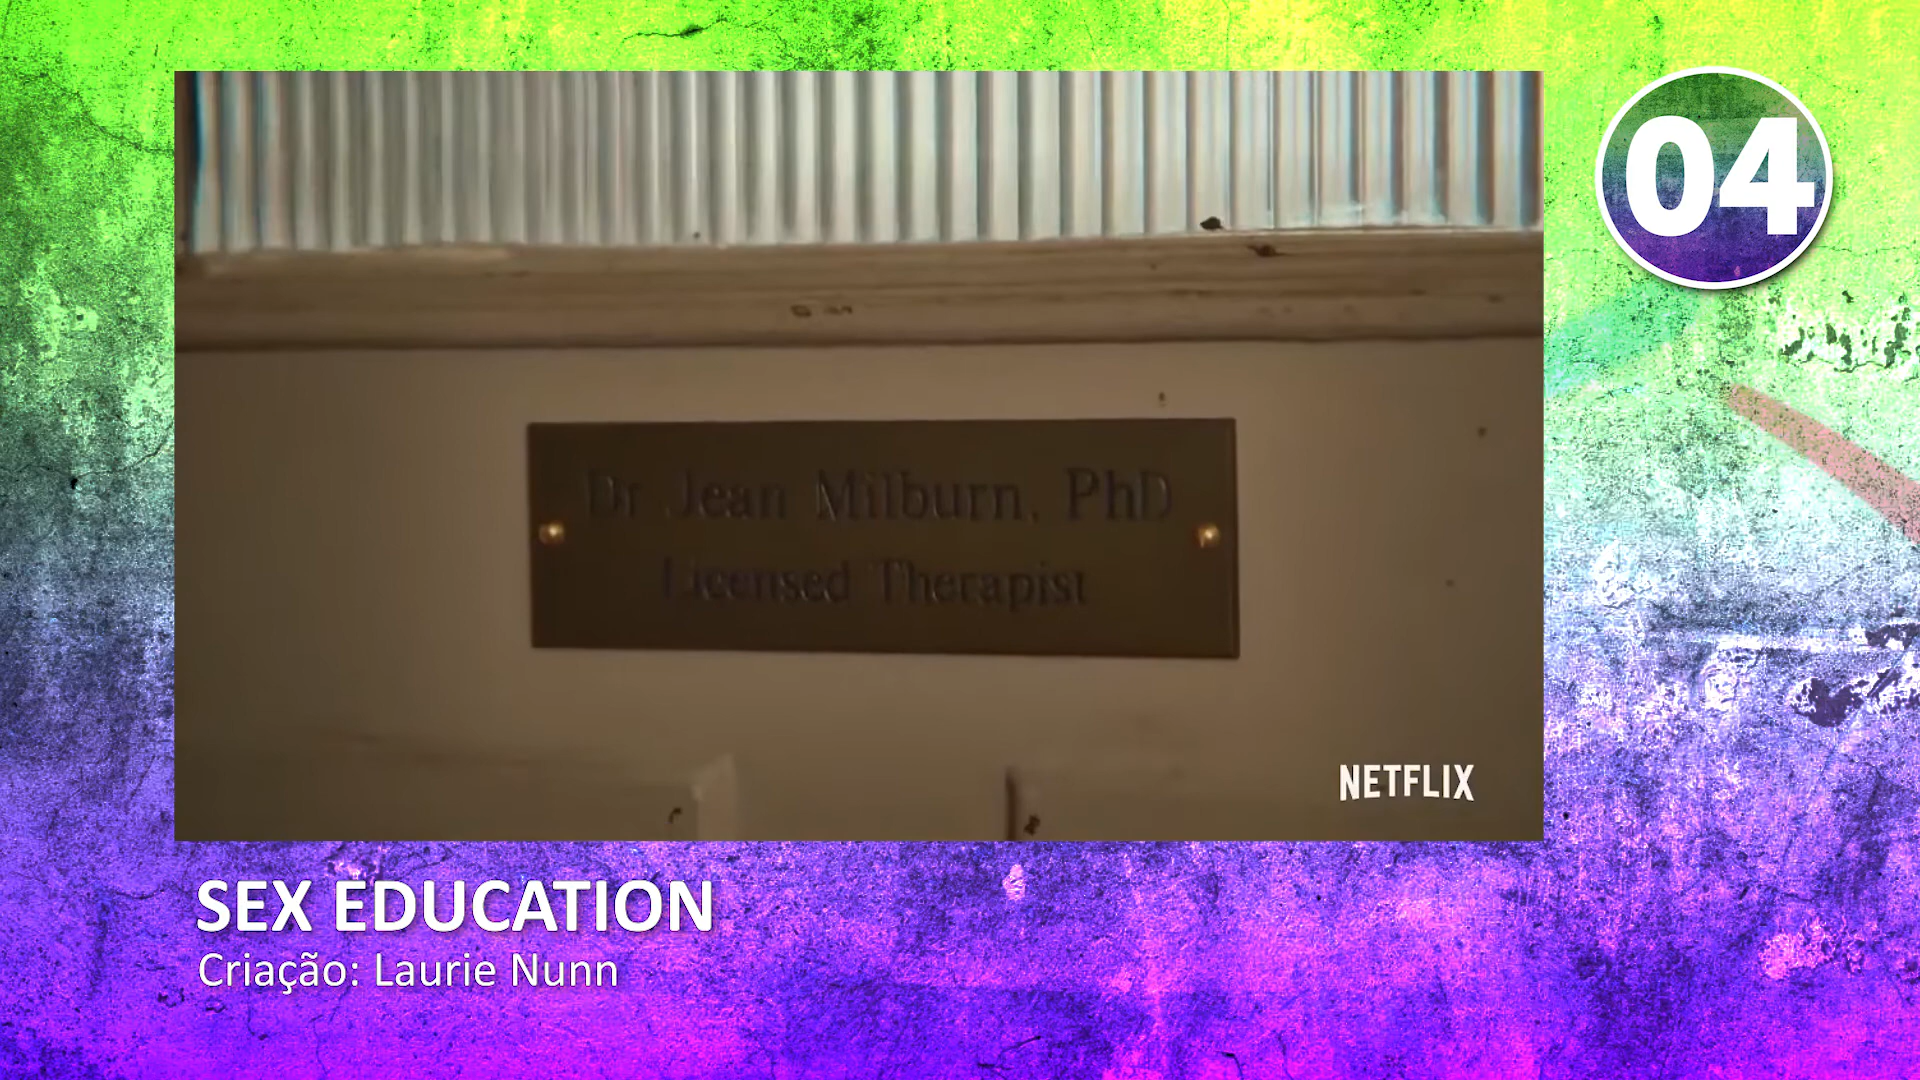 04
Dr Jean Milburn, PhD
Licensed Therapist
NETFLIX
SEX EDUCATION
Criação: Laurie Nunn